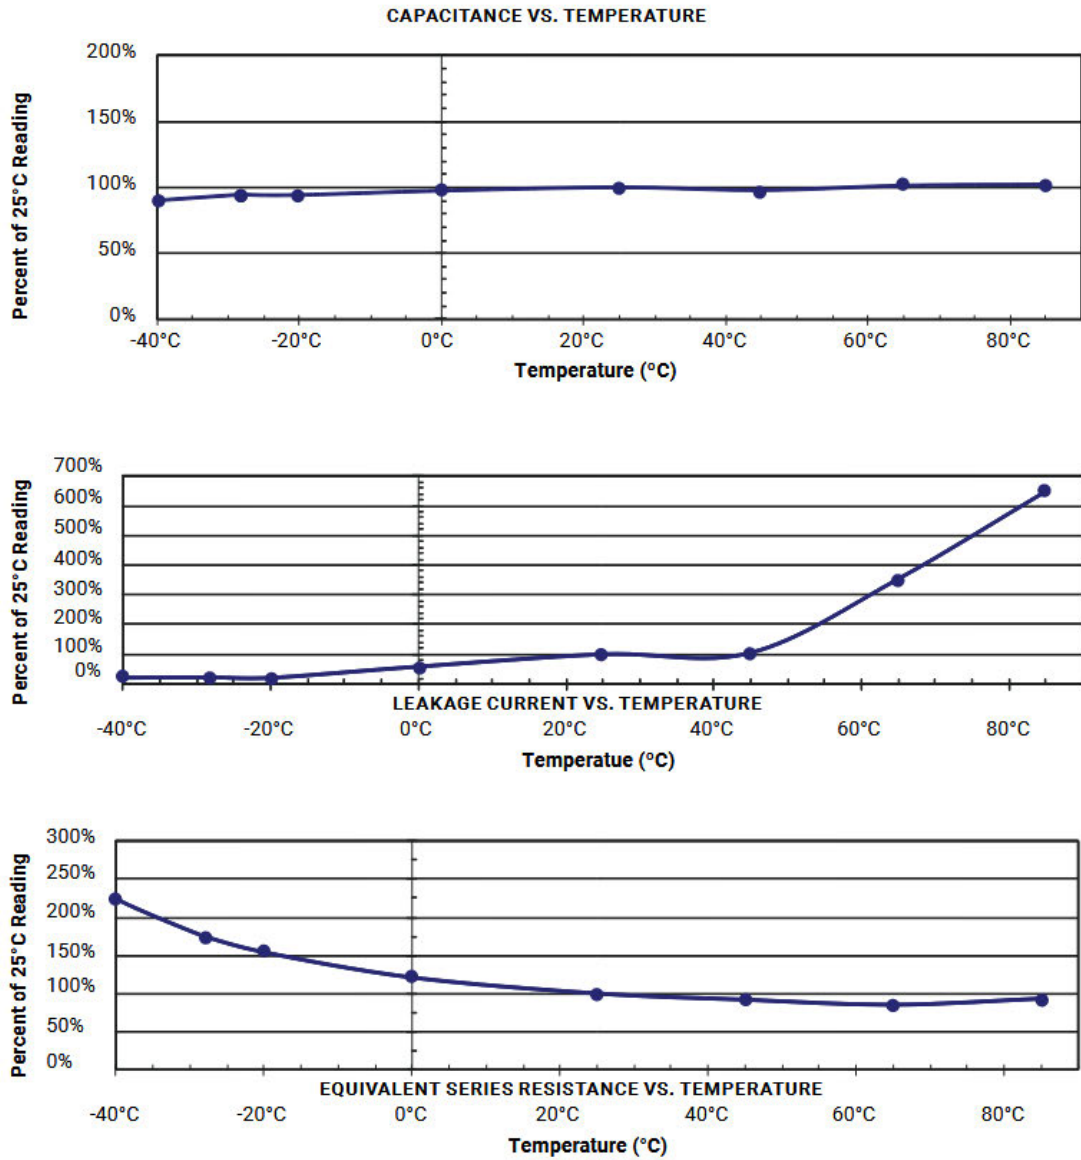 CAPACITANCE VS. TEMPERATURE
Percent of 25°C Reading
200%
150%
100%
50%
0%
-40°C -20°C 0°C 20°C 40°C 60°C 80°C
Temperature (ºC)
Percent of 25°C Reading
700%
600%
500%
400%
300%
200%
100%
0%
LEAKAGE CURRENT VS. TEMPERATURE
-40°C -20°C 0°C 20°C 40°C 60°C 80°C
Temperatue (ºC)
Percent of 25°C Reading
300%
250%
200%
150%
100%
50%
0%
EQUIVALENT SERIES RESISTANCE VS. TEMPERATURE
-40°C -20°C 0°C 20°C 40°C 60°C 80°C
Temperature (°C)